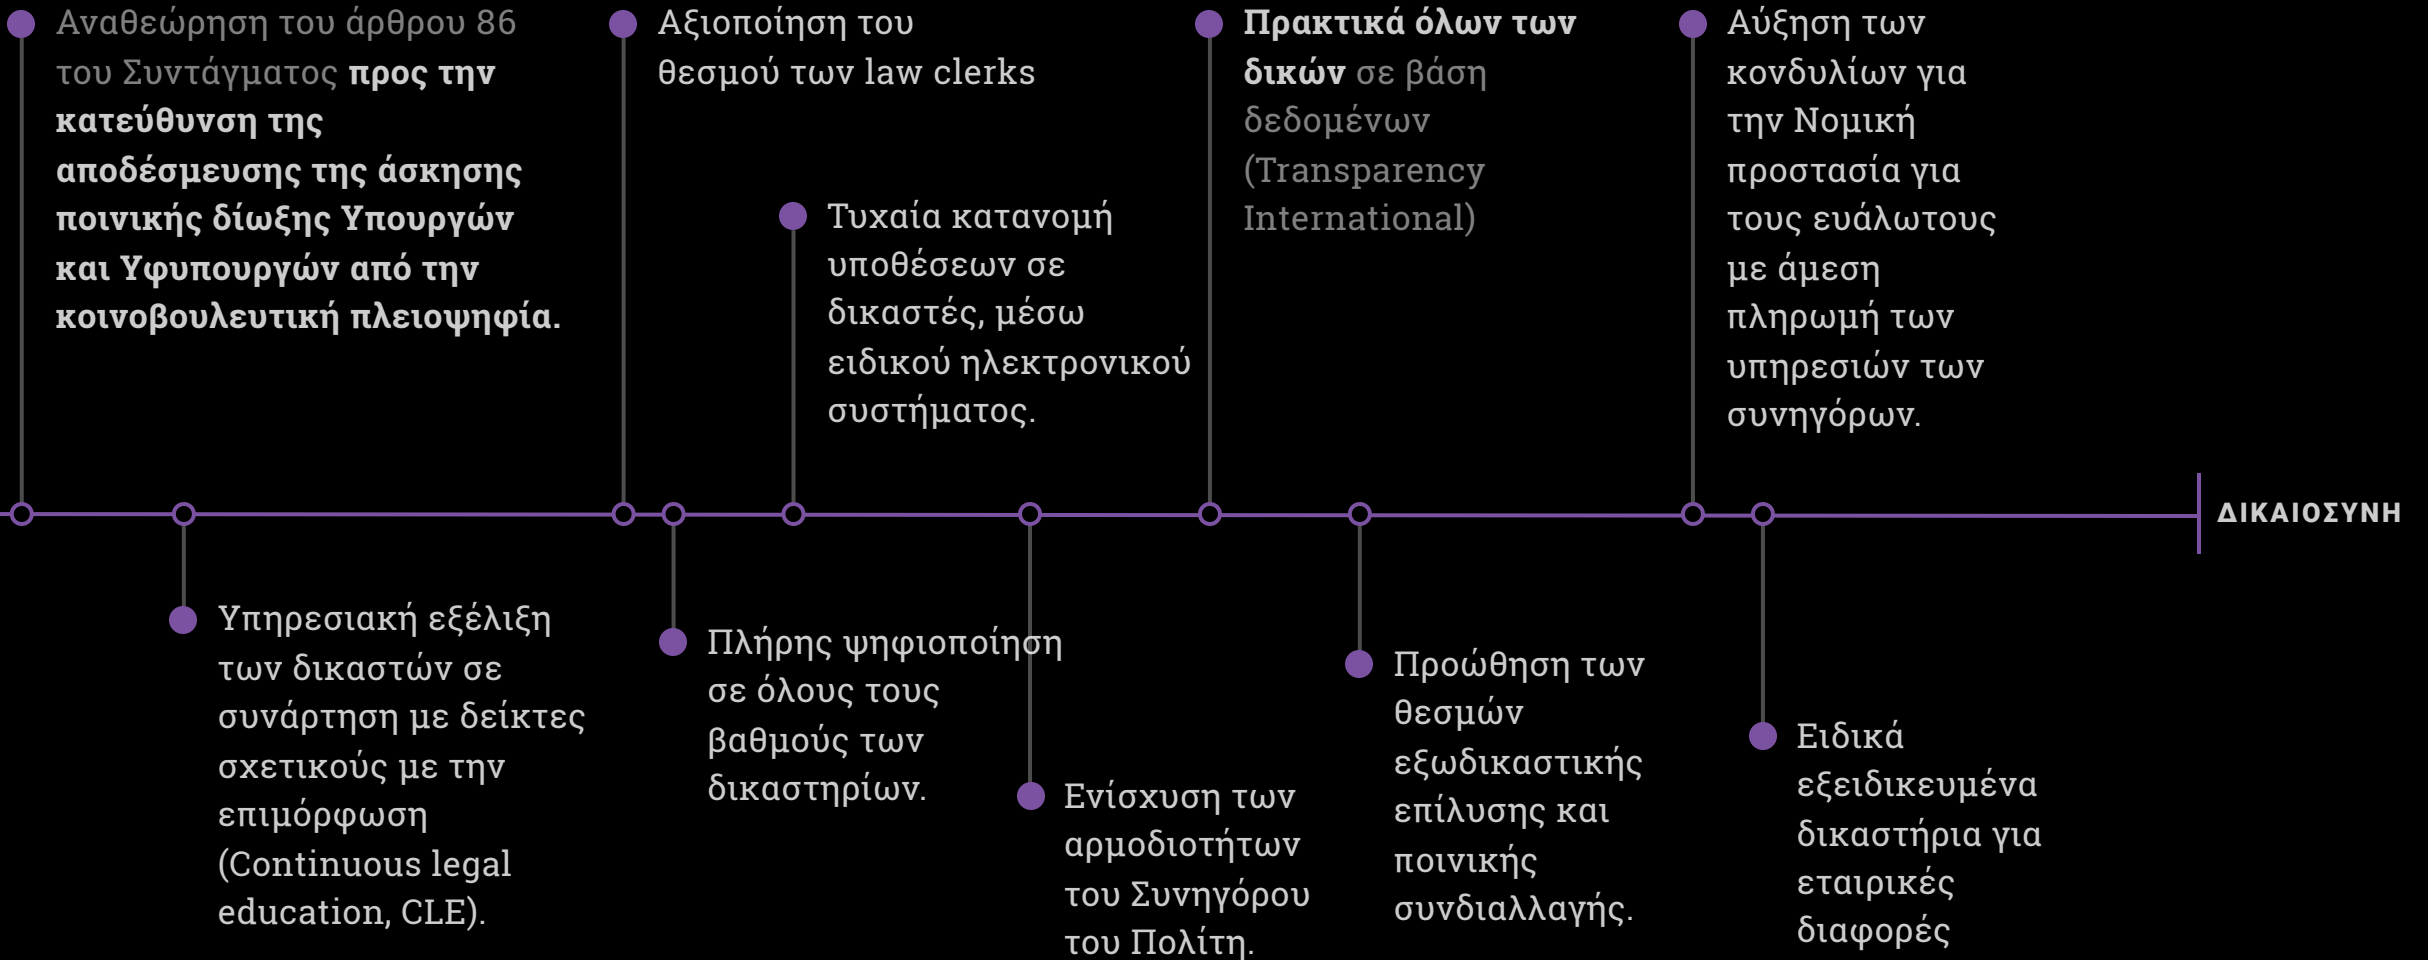 Αναθεώρηση του άρθρου 86
του Συντάγματος προς την
κατεύθυνση της
αποδέσμευσης της άσκησης
ποινικής δίωξης Υπουργών
και Υφυπουργών από την
κοινοβουλευτική πλειοψηφία.
Αξιοποίηση του
θεσμού των law clerks
Τυχαία κατανομή
υποθέσεων σε
δικαστές, μέσω
ειδικού ηλεκτρονικού
συστήματος.
Πρακτικά όλων των
δικών σε βάση
δεδομένων
(Transparency
International)
Αύξηση των
κονδυλίων για
την Νομική
προστασία για
τους ευάλωτους
με άμεση
πληρωμή των
υπηρεσιών των
συνηγόρων.
ΔΙΚΑΙΟΣΥΝΗ
Υπηρεσιακή εξέλιξη
των δικαστών σε
συνάρτηση με δείκτες
σχετικούς με την
επιμόρφωση
(Continuous legal
education, CLE).
Πλήρης ψηφιοποίηση
σε όλους τους
βαθμούς των
δικαστηρίων.
Ενίσχυση των
αρμοδιοτήτων
του Συνηγόρου
του Πολίτη.
Προώθηση των
θεσμών
εξωδικαστικής
επίλυσης και
ποινικής
συνδιαλλαγής.
Ειδικά
εξειδικευμένα
δικαστήρια για
εταιρικές
διαφορές